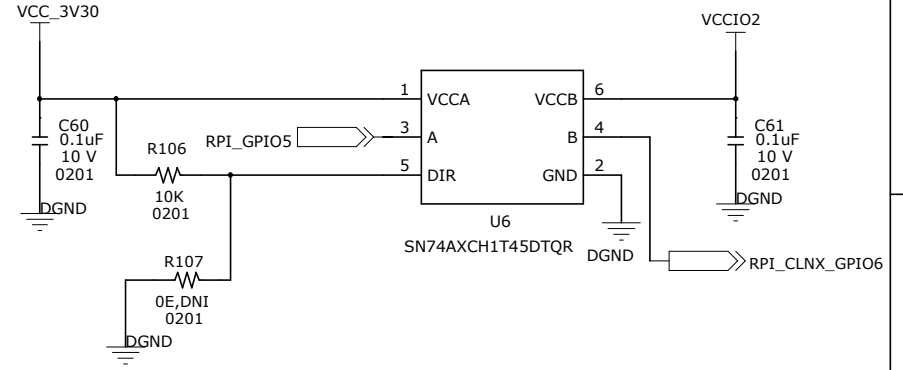 VCC_3V30
VCCIO2
1
VCCA
VCCB
6
C60
0.1uF
10 V
0201
RPI_GPIO5
3
A
B
4
C61
0.1uF
10 V
0201
R106
10K
0201
5
DIR
GND
2
DGND
DGND
U6
SN74AXCH1T45DTQR
DGND
RPI_CLNX_GPIO6
R107
0E,DNI
0201
DGND